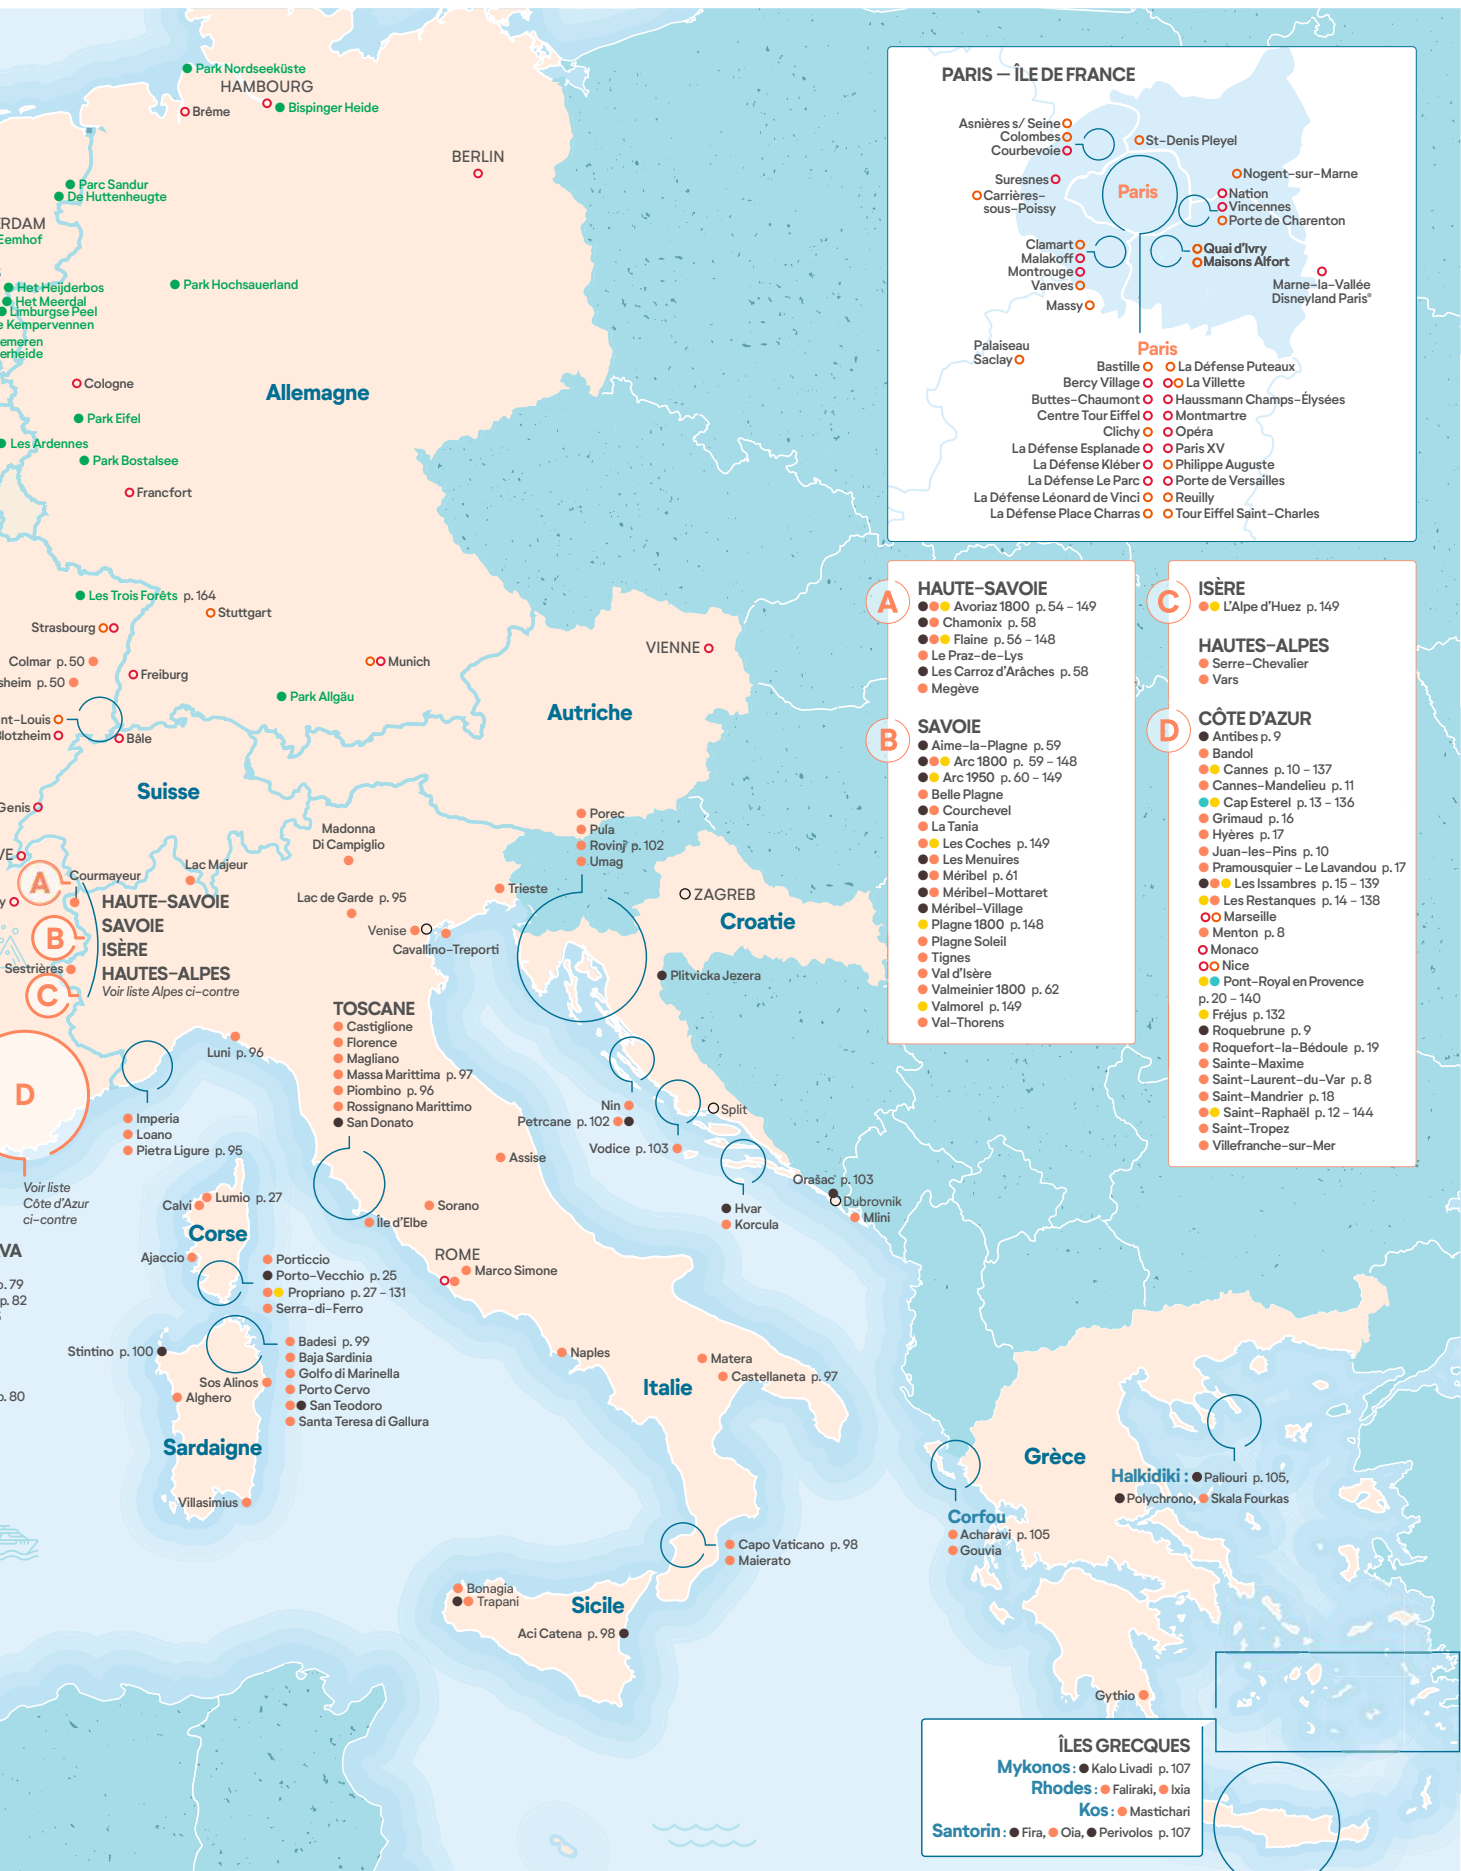 Park Nordseeküste
HAMBOURG
Brême
Bispinger Heide
BERLIN
Parc Sandur
De Huttenheugte
ERDAM
Eemhof
Park Hochsauerland
Het Heijderbos
Het Meerdal
Limburgse Peel
e Kempervennen
emeren
erheide
Cologne
Allemagne
Park Eifel
Les Ardennes
Park Bostalsee
Francfort
Les Trois Forêts p. 164
Stuttgart
Strasbourg
Colmar p. 50
sheim p. 50
Freiburg
Munich
VIENNE
Park Allgäu
Autriche
nt-Louis
Blotzheim
Bâle
Suisse
Genis
VE
y
A
Courmayeur
Lac Majeur
Madonna
Di Campiglio
HAUTE-SAVOIE
SAVOIE
ISÈRE
HAUTES-ALPES
Voir liste Alpes ci-contre
B
Sestrières
C
D
Voir liste
Côte d'Azur
ci-contre
Lac de Garde p. 95
Venise
Cavallino-Treporti
Trieste
Porec
Pula
Rovinj p. 102
Umag
ZAGREB
Croatie
Plitvicka Jezera
TOSCANE
Castiglione
Florence
Magliano
Massa Marittima p. 97
Piombino p. 96
Rossignano Marittimo
San Donato
Luni p. 96
Imperia
Loano
Pietra Ligure p. 95
Nin
Petrcane p. 102
Vodice p. 103
Split
Orašac p. 103
Dubrovnik
Mlini
Hvar
Korcula
Assise
Sorano
Île d'Elbe
ROME
Marco Simone
Lumio p. 27
Calvi
Corse
Ajaccio
Porticcio
Porto-Vecchio p. 25
Propriano p. 27 - 131
Serra-di-Ferro
VA
p. 79
p. 82
p. 80
Stintino p. 100
Badesi p. 99
Baja Sardinia
Golfo di Marinella
Porto Cervo
San Teodoro
Santa Teresa di Gallura
Sos Alinos
Alghero
Sardaigne
Villasimius
Naples
Matera
Castellaneta p. 97
Italie
Capo Vaticano p. 98
Maierato
Bonagia
Trapani
Sicile
Aci Catena p. 98
Grèce
Halkidiki : Paliouri p. 105,
Polychrono, Skala Fourkas
Corfou
Acharavi p. 105
Gouvia
Gythio
ÎLES GRECQUES
Mykonos : Kalo Livadi p. 107
Rhodes : Faliraki, Ixia
Kos : Mastichari
Santorin : Fira, Oia, Perivolos p. 107
PARIS – ÎLE DE FRANCE
Asnières s/ Seine
Colombes
Courbevoie
St-Denis Pleyel
Suresnes
Carrières-
sous-Poissy
Paris
Nogent-sur-Marne
Nation
Vincennes
Porte de Charenton
Clamart
Malakoff
Montrouge
Vanves
Massy
Quai d'Ivry
Maisons Alfort
Marne-la-Vallée
Disneyland Paris®
Palaiseau
Saclay
Paris
Bastille
La Défense Puteaux
Bercy Village
La Villette
Buttes-Chaumont
Haussmann Champs-Élysées
Centre Tour Eiffel
Montmartre
Clichy
Opéra
La Défense Esplanade
Paris XV
La Défense Kléber
Philippe Auguste
La Défense Le Parc
Porte de Versailles
La Défense Léonard de Vinci
Reuilly
La Défense Place Charras
Tour Eiffel Saint-Charles
A
HAUTE-SAVOIE
Avoriaz 1800 p. 54 - 149
Chamonix p. 58
Flaine p. 56 - 148
Le Praz-de-Lys
Les Carroz d'Arâches p. 58
Megève
B
SAVOIE
Aime-la-Plagne p. 59
Arc 1800 p. 59 - 148
Arc 1950 p. 60 - 149
Belle Plagne
Courchevel
La Tania
Les Coches p. 149
Les Menuires
Méribel p. 61
Méribel-Mottaret
Méribel-Village
Plagne 1800 p. 148
Plagne Soleil
Tignes
Val d'Isère
Valmeinier 1800 p. 62
Valmorel p. 149
Val-Thorens
C
ISÈRE
L'Alpe d'Huez p. 149
HAUTES-ALPES
Serre-Chevalier
Vars
D
CÔTE D'AZUR
Antibes p. 9
Bandol
Cannes p. 10 - 137
Cannes-Mandelieu p. 11
Cap Esterel p. 13 - 136
Grimaud p. 16
Hyères p. 17
Juan-les-Pins p. 10
Pramousquier - Le Lavandou p. 17
Les Issambres p. 15 - 139
Les Restanques p. 14 - 138
Marseille
Menton p. 8
Monaco
Nice
Pont-Royal en Provence
p. 20 - 140
Fréjus p. 132
Roquebrune p. 9
Roquefort-la-Bédoule p. 19
Sainte-Maxime
Saint-Laurent-du-Var p. 8
Saint-Mandrier p. 18
Saint-Raphaël p. 12 - 144
Saint-Tropez
Villefranche-sur-Mer